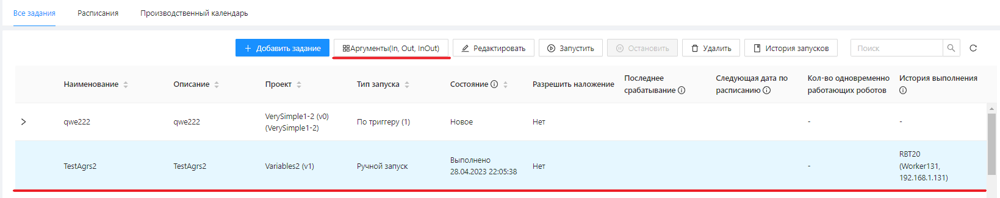 Все задания Расписания Производственный календарь
Добавить задание Аргументы(In, Out, InOut) Редактировать Запустить Остановить Удалить История запусков Поиск
Наименование Описание Проект Тип запуска Состояние Разрешить наложение Последнее срабатывание Следующая дата по расписанию Кол-во одновременно работающих роботов История выполнения
qwe222 qwe222 VerySimple1-2 (v0) (VerySimple1-2) По триггеру (1) Новое Нет - -
TestAgrs2 TestAgrs2 Variables2 (v1) Ручной запуск Выполнено 28.04.2023 22:05:38 Нет - RBT20 (Worker131, 192.168.1.131)